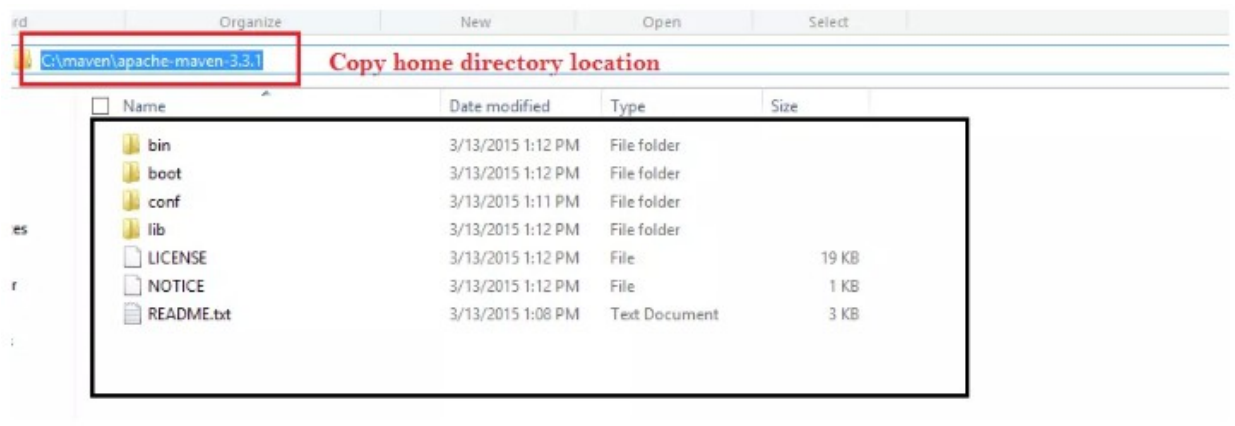 rd Organize New Open Select
C:\maven\apache-maven-3.3.1 Copy home directory location
Name Date modified Type Size
bin 3/13/2015 1:12 PM File folder
boot 3/13/2015 1:12 PM File folder
conf 3/13/2015 1:11 PM File folder
es lib 3/13/2015 1:12 PM File folder
LICENSE 3/13/2015 1:12 PM File 19 KB
r NOTICE 3/13/2015 1:12 PM File 1 KB
README.txt 3/13/2015 1:08 PM Text Document 3 KB